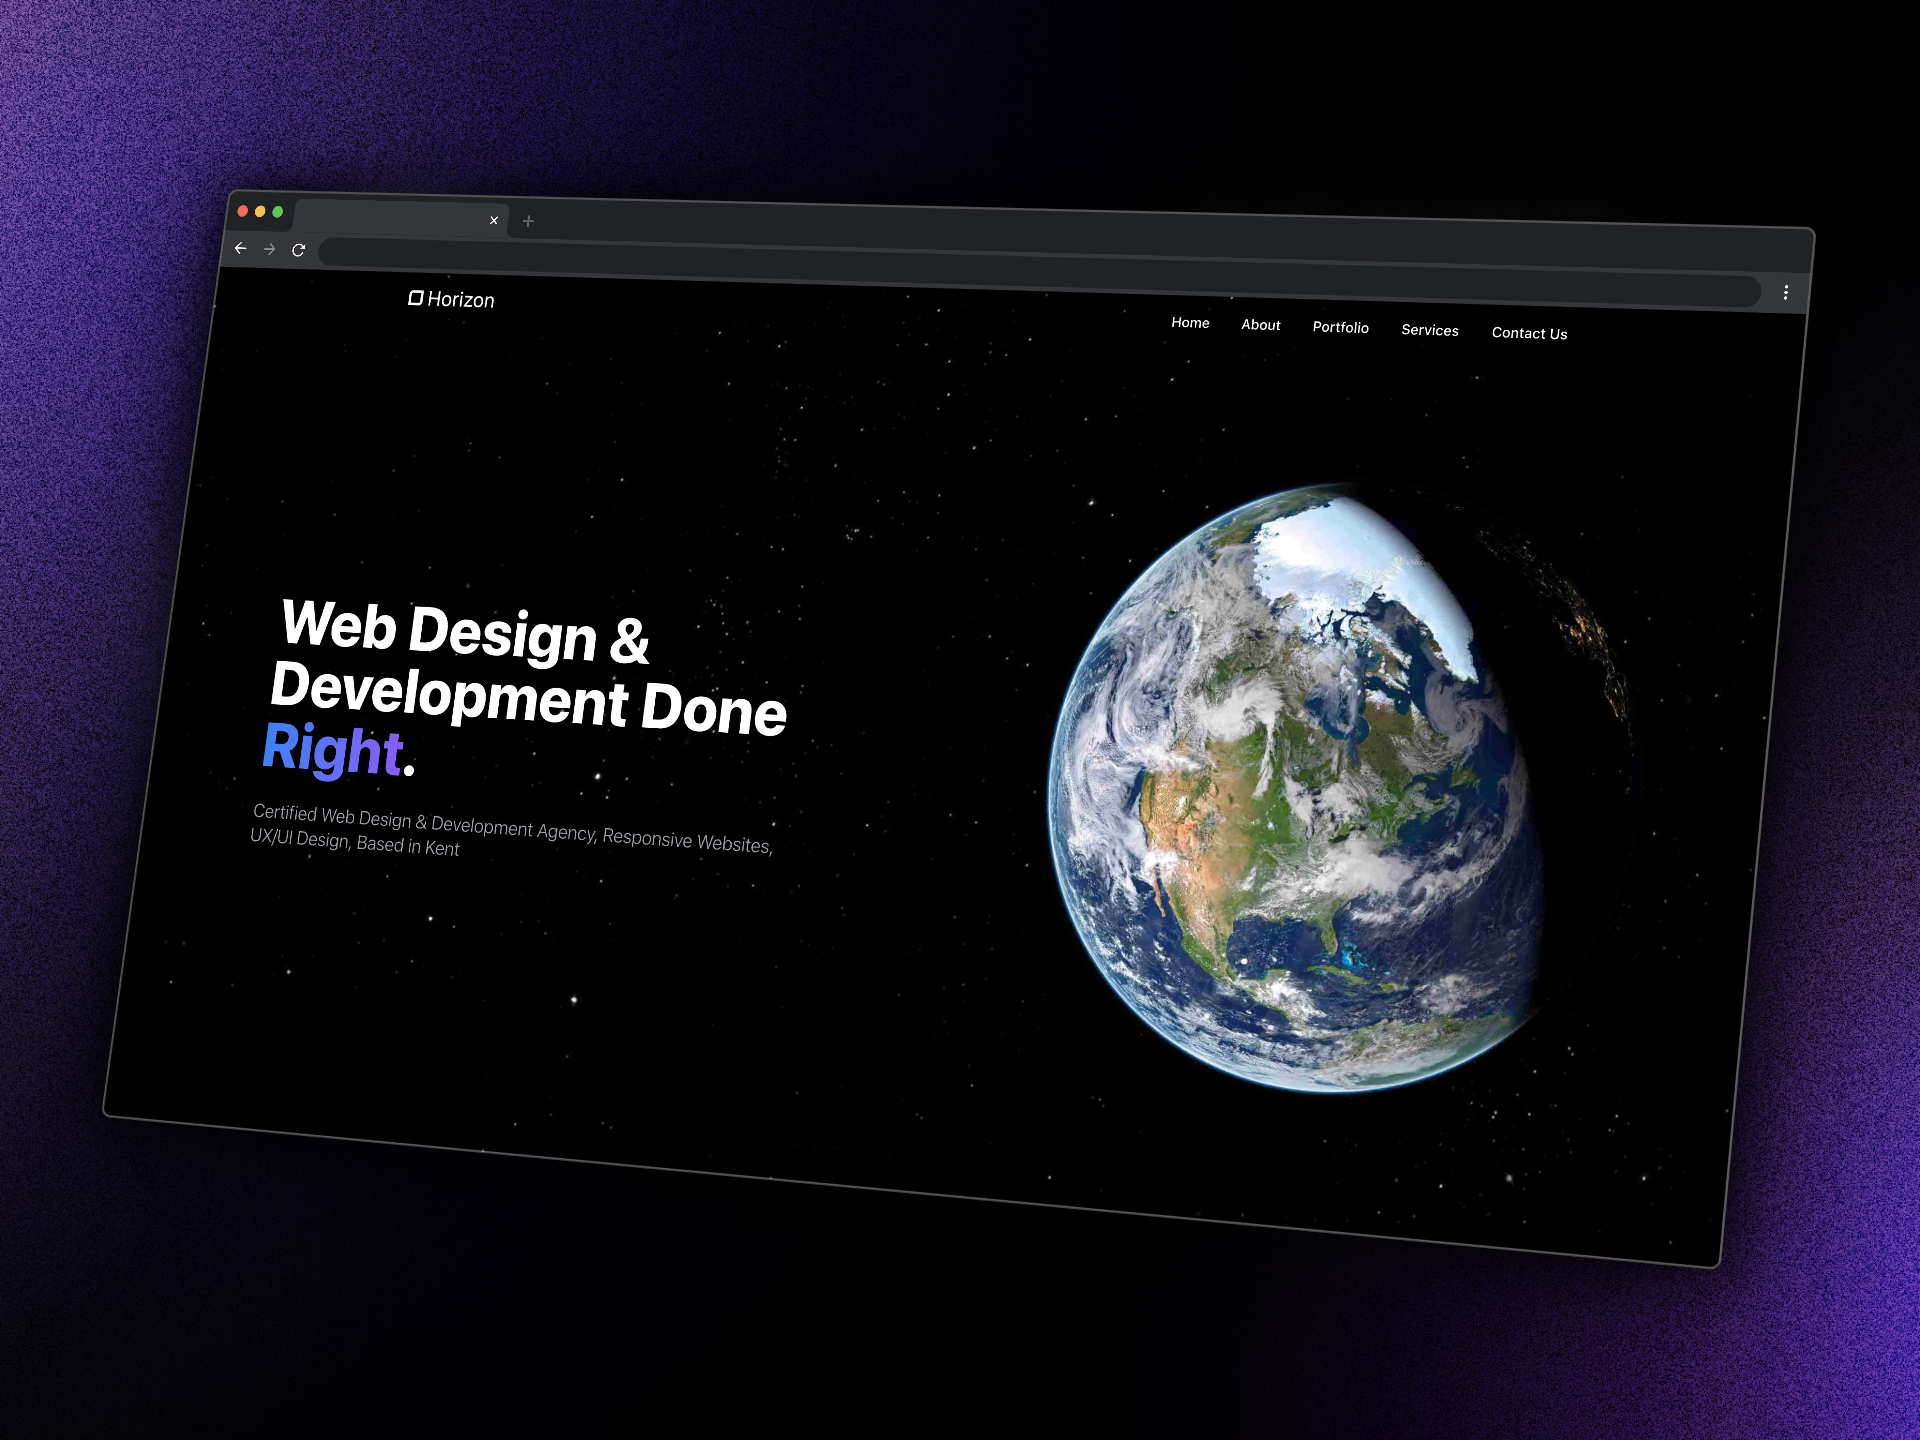 Horizon
Home About Portfolio Services Contact Us
Web Design &
Development Done
Right.
Certified Web Design & Development Agency, Responsive Websites,
UX/UI Design, Based in Kent